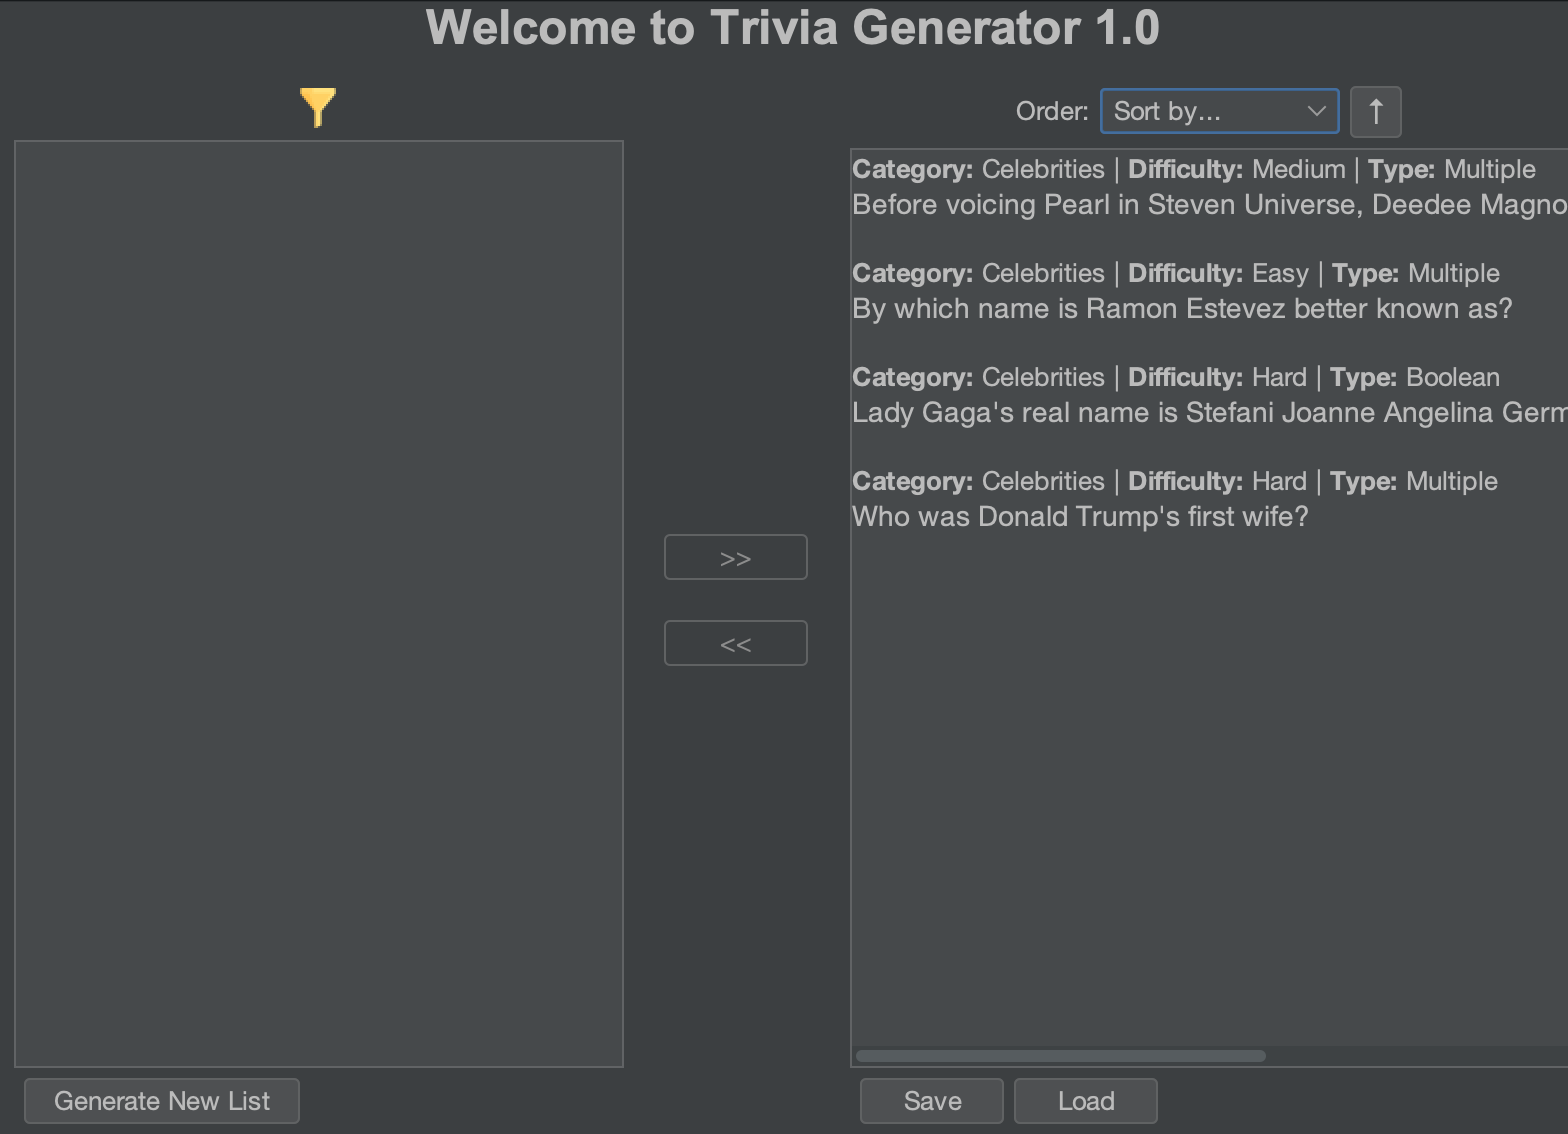 Welcome to Trivia Generator 1.0
Order: Sort by... ↑
Category: Celebrities | Difficulty: Medium | Type: Multiple
Before voicing Pearl in Steven Universe, Deedee Magno
Category: Celebrities | Difficulty: Easy | Type: Multiple
By which name is Ramon Estevez better known as?
Category: Celebrities | Difficulty: Hard | Type: Boolean
Lady Gaga's real name is Stefani Joanne Angelina Germ
Category: Celebrities | Difficulty: Hard | Type: Multiple
Who was Donald Trump's first wife?
>>
<<
Generate New List
Save
Load